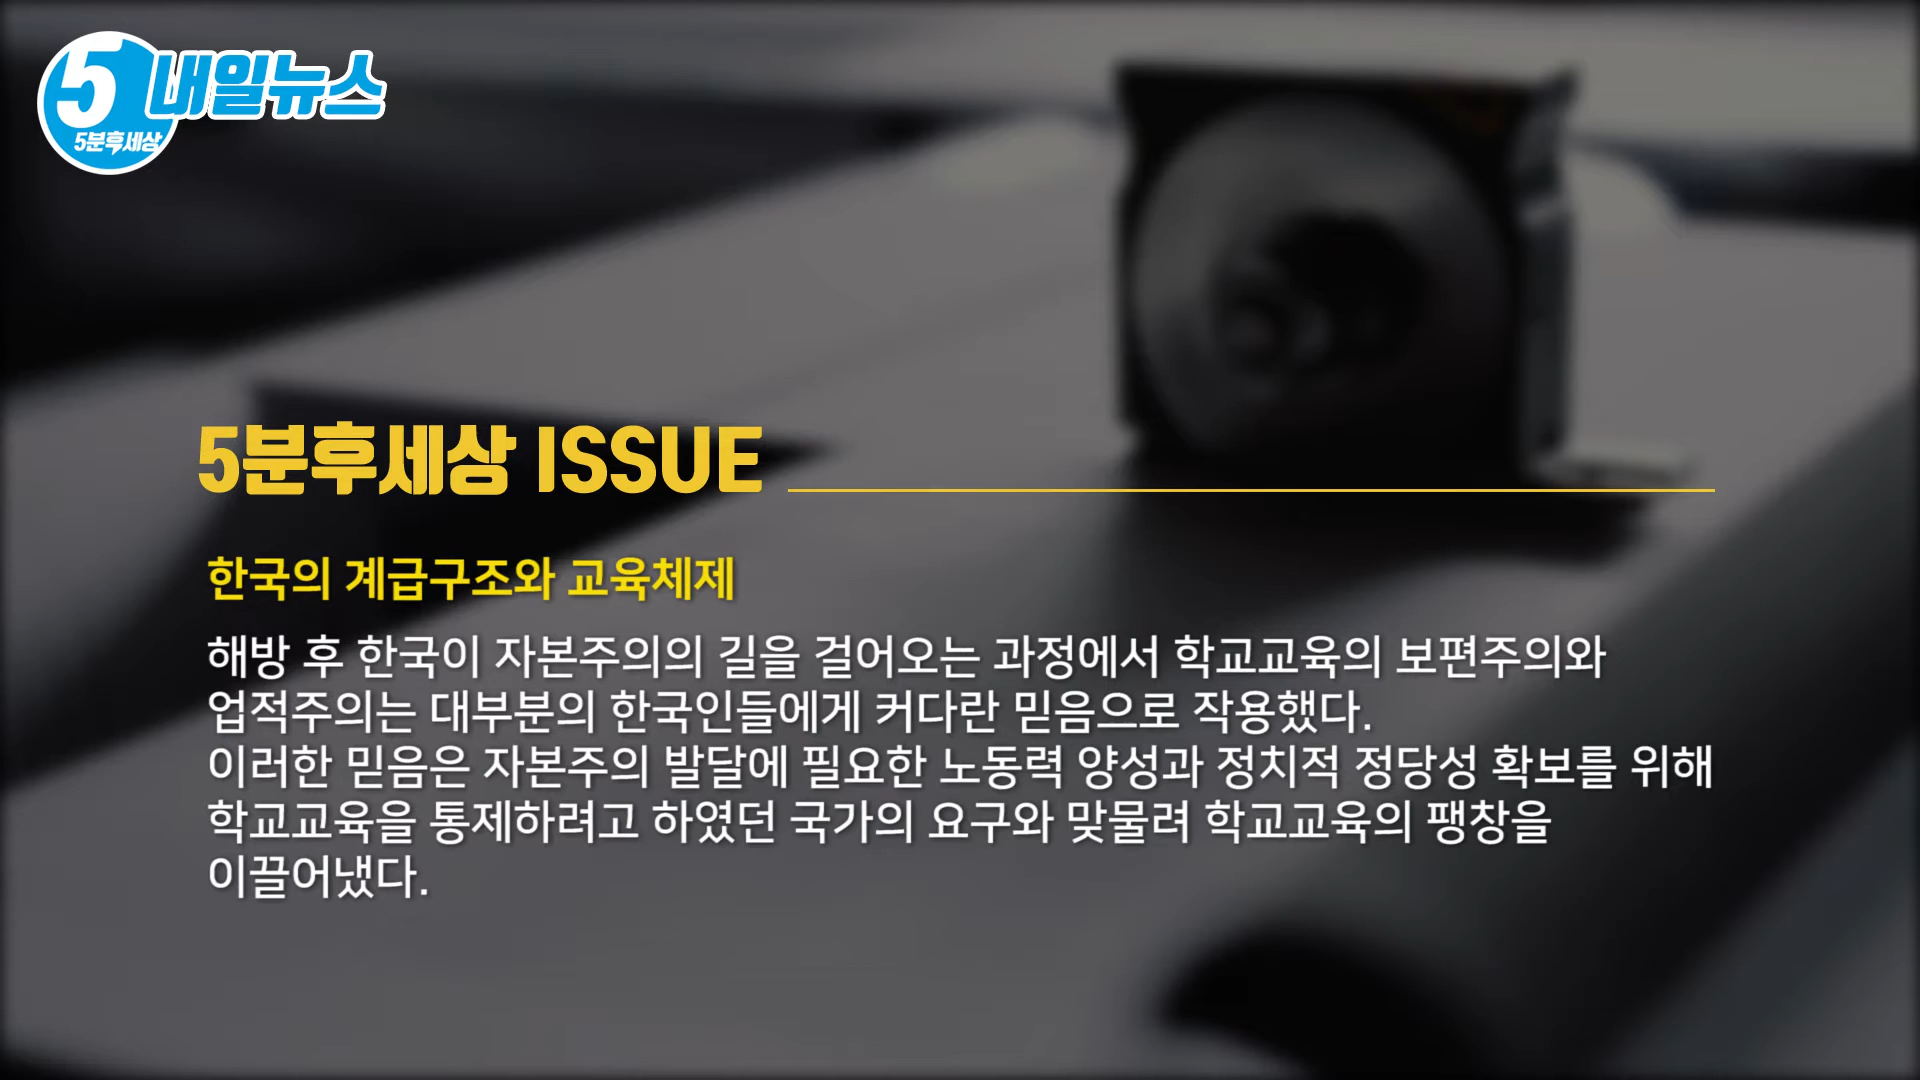 5 내일뉴스
5분후세상
5분후세상 ISSUE
한국의 계급구조와 교육체제
해방 후 한국이 자본주의의 길을 걸어오는 과정에서 학교교육의 보편주의와
업적주의는 대부분의 한국인들에게 커다란 믿음으로 작용했다.
이러한 믿음은 자본주의 발달에 필요한 노동력 양성과 정치적 정당성 확보를 위해
학교교육을 통제하려고 하였던 국가의 요구와 맞물려 학교교육의 팽창을
이끌어냈다.